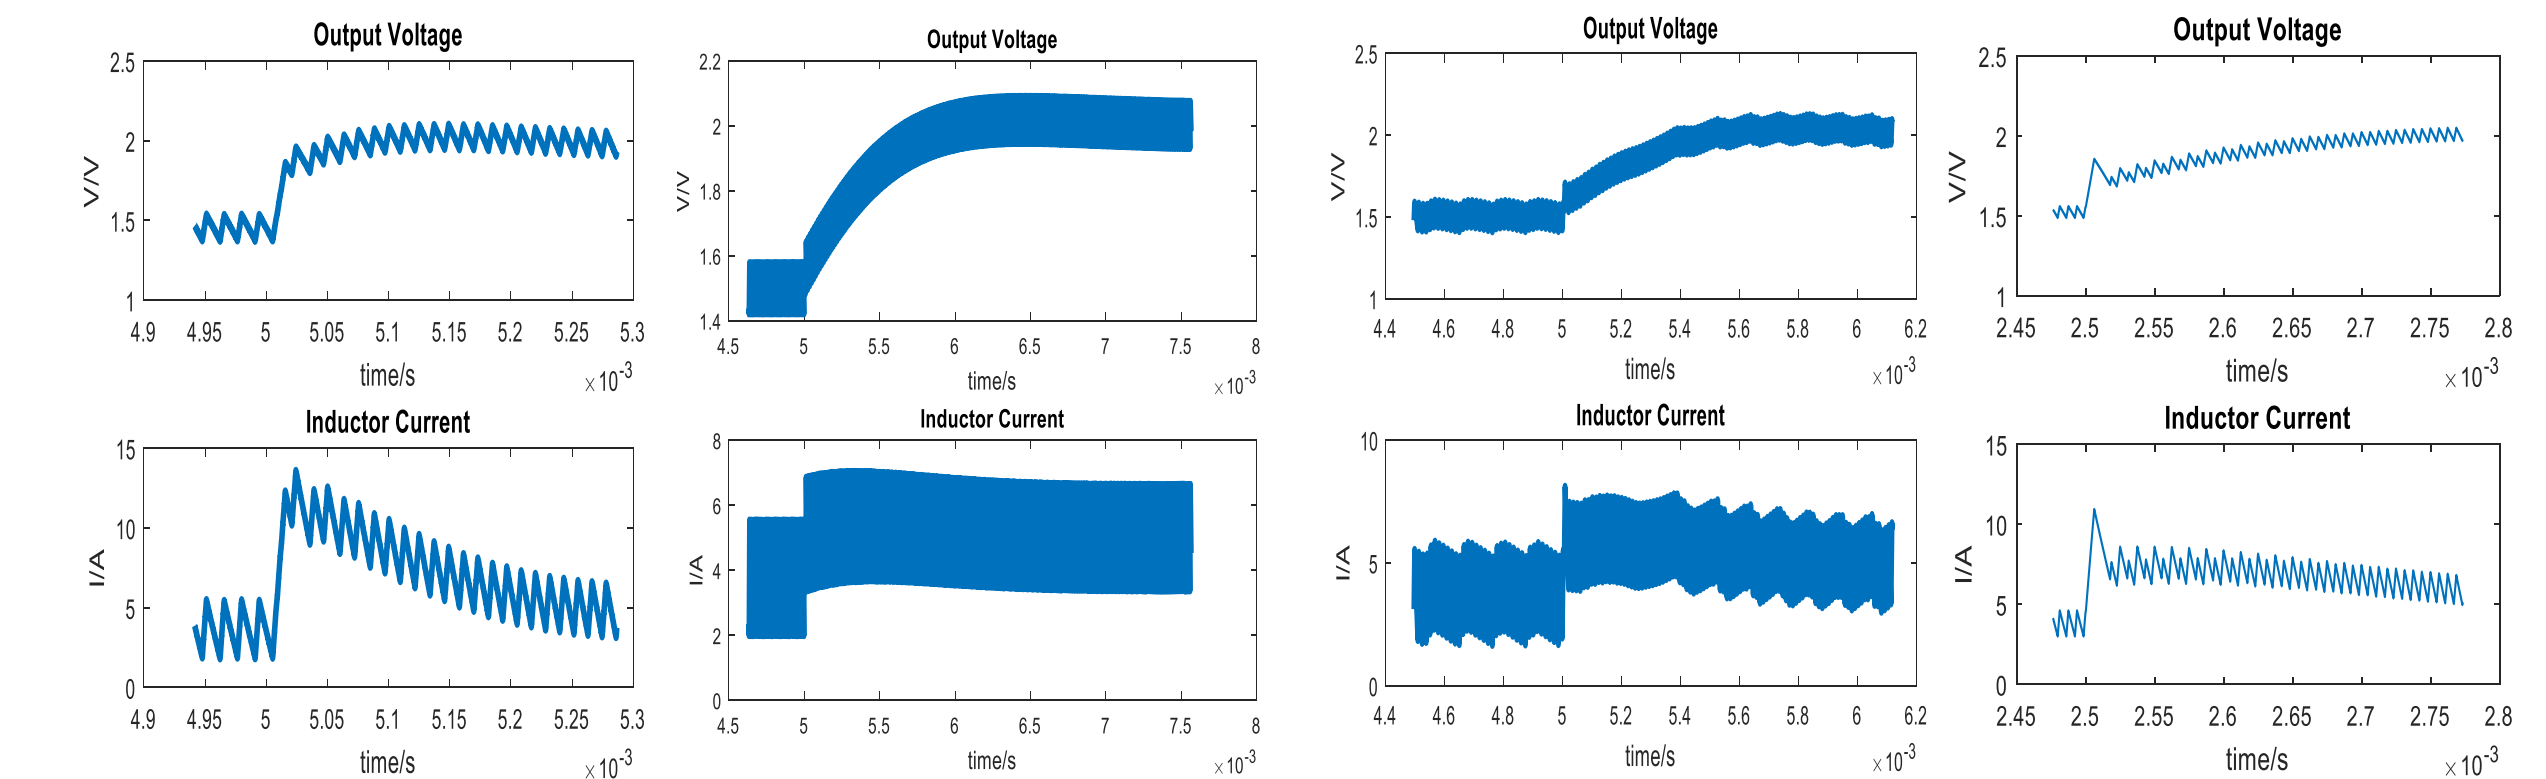 Output Voltage
2.5
2
1.5
1
V/V
4.9 4.95 5 5.05 5.1 5.15 5.2 5.25 5.3
time/s
×10⁻³
Inductor Current
15
10
5
0
I/A
4.9 4.95 5 5.05 5.1 5.15 5.2 5.25 5.3
time/s
×10⁻³
Output Voltage
2.2
2
1.8
1.6
1.4
V/V
4.5 5 5.5 6 6.5 7 7.5 8
time/s
×10⁻³
Inductor Current
8
6
4
2
0
I/A
4.5 5 5.5 6 6.5 7 7.5 8
time/s
×10⁻³
Output Voltage
2.5
2
1.5
1
V/V
4.4 4.6 4.8 5 5.2 5.4 5.6 5.8 6 6.2
time/s
×10⁻³
Inductor Current
10
5
0
I/A
4.4 4.6 4.8 5 5.2 5.4 5.6 5.8 6 6.2
time/s
×10⁻³
Output Voltage
2.5
2
1.5
1
V/V
2.45 2.5 2.55 2.6 2.65 2.7 2.75 2.8
time/s
×10⁻³
Inductor Current
15
10
5
0
I/A
2.45 2.5 2.55 2.6 2.65 2.7 2.75 2.8
time/s
×10⁻³